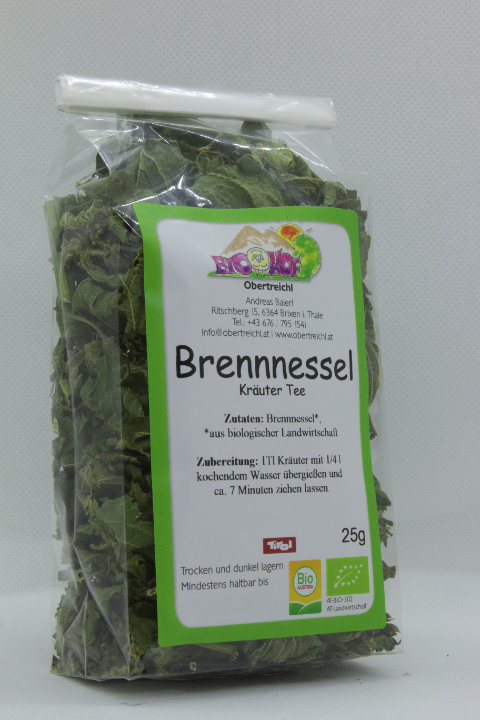 BIO HOF
Obertreichl
Andreas Baierl
Ritschberg 15, 6364 Brixen i. Thale
Tel.: +43 676 / 795 1541
info@obertreichl.at | www.obertreichl.at
Brennnessel
Kräuter Tee
Zutaten: Brennnessel*,
*aus biologischer Landwirtschaft
Zubereitung: 1Tl Kräuter mit 1/4 l
kochendem Wasser übergießen und
ca. 7 Minuten ziehen lassen.
25g
Tirol
Trocken und dunkel lagern
Mindestens haltbar bis
Bio
AUSTRIA
AT-BIO-302
AT-Landwirtschaft